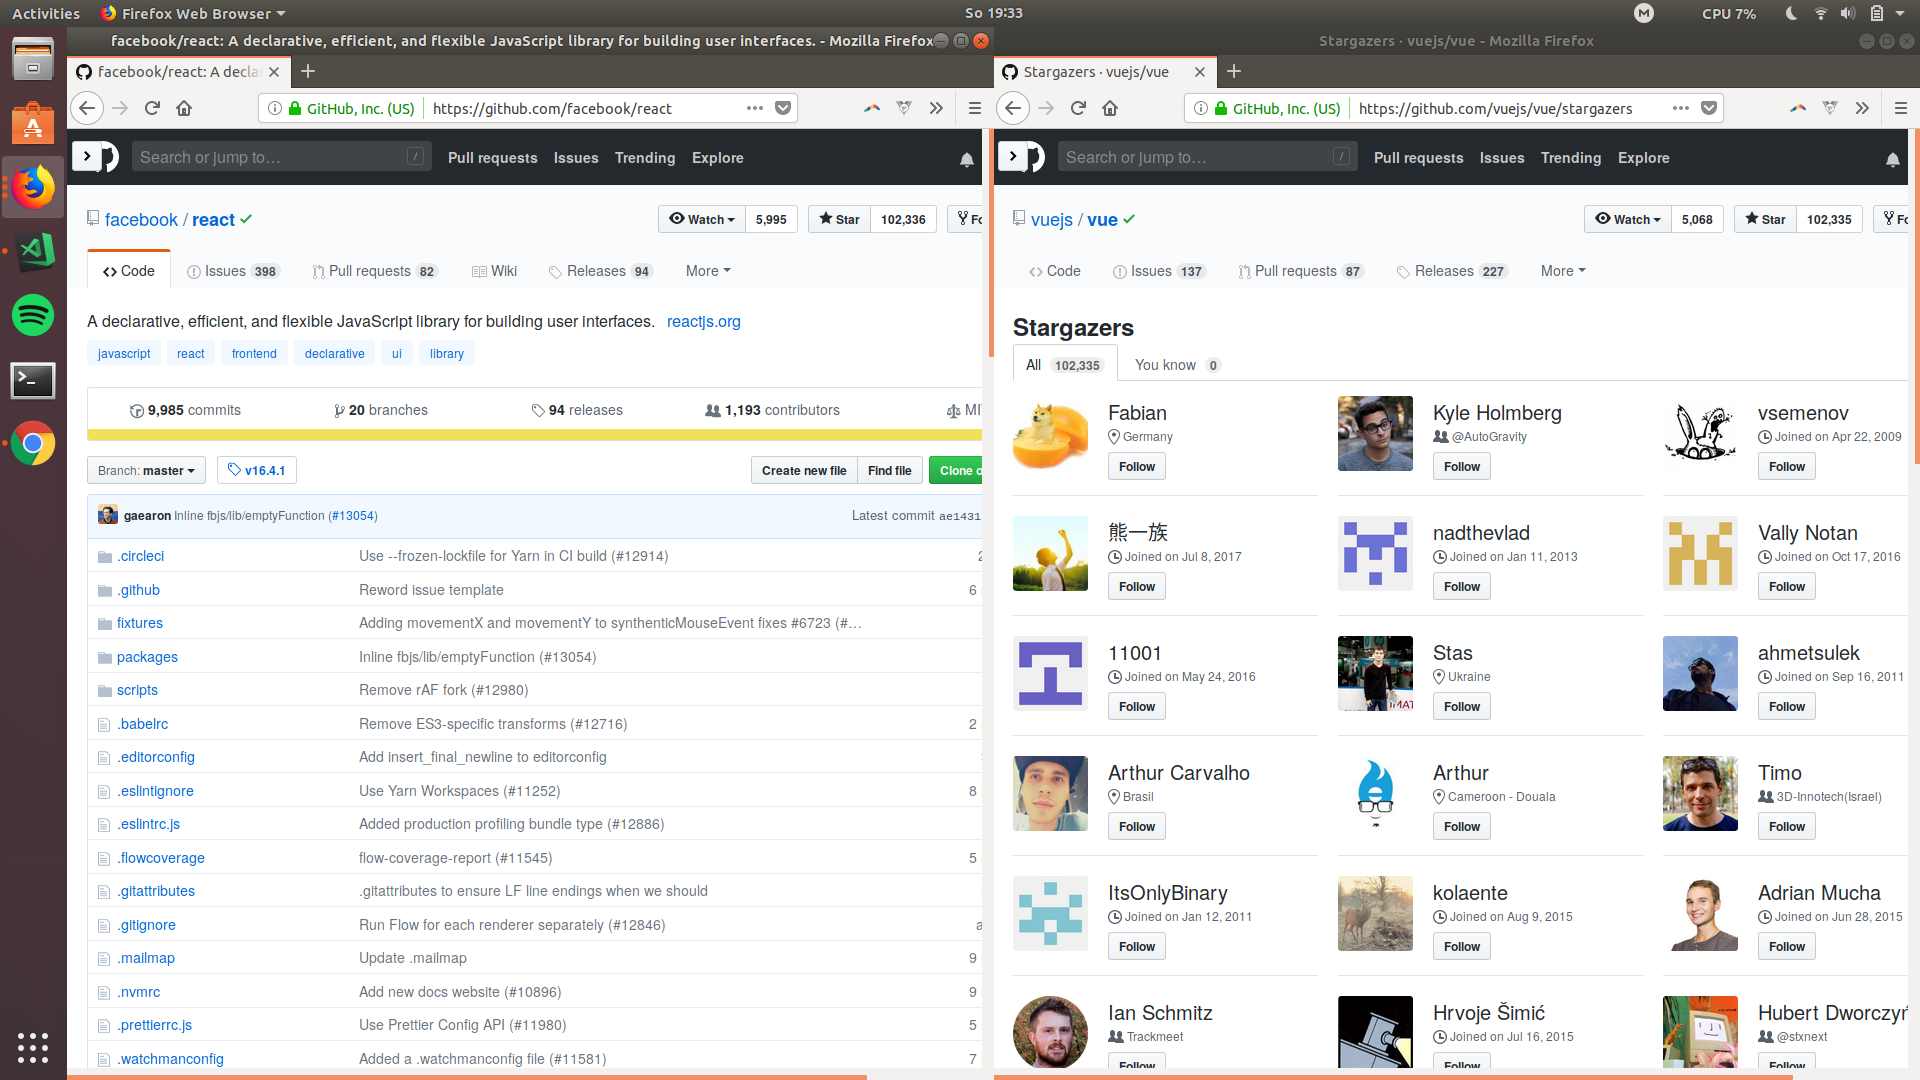 Activities
Firefox Web Browser
So 19:33
M
CPU 7%
facebook/react: A declarative, efficient, and flexible JavaScript library for building user interfaces. - Mozilla Firefox
facebook/react: A decla
GitHub, Inc. (US)
https://github.com/facebook/react
Search or jump to…
/
Pull requests
Issues
Trending
Explore
facebook / react
Watch
5,995
Star
102,336
Fo
Code
Issues 398
Pull requests 82
Wiki
Releases 94
More
A declarative, efficient, and flexible JavaScript library for building user interfaces. reactjs.org
javascript
react
frontend
declarative
ui
library
9,985 commits
20 branches
94 releases
1,193 contributors
MI
Branch: master
v16.4.1
Create new file
Find file
Clone o
gaearon Inline fbjs/lib/emptyFunction (#13054)
Latest commit ae1431
.circleci Use --frozen-lockfile for Yarn in CI build (#12914) 2
.github Reword issue template 6
fixtures Adding movementX and movementY to synthenticMouseEvent fixes #6723 (#…
packages Inline fbjs/lib/emptyFunction (#13054)
scripts Remove rAF fork (#12980)
.babelrc Remove ES3-specific transforms (#12716) 2
.editorconfig Add insert_final_newline to editorconfig
.eslintignore Use Yarn Workspaces (#11252) 8
.eslintrc.js Added production profiling bundle type (#12886)
.flowcoverage flow-coverage-report (#11545) 5
.gitattributes .gitattributes to ensure LF line endings when we should
.gitignore Run Flow for each renderer separately (#12846) a
.mailmap Update .mailmap 9
.nvmrc Add new docs website (#10896) 9
.prettierrc.js Use Prettier Config API (#11980) 5
.watchmanconfig Added a .watchmanconfig file (#11581) 7
Stargazers · vuejs/vue - Mozilla Firefox
Stargazers · vuejs/vue
GitHub, Inc. (US)
https://github.com/vuejs/vue/stargazers
Search or jump to…
/
Pull requests
Issues
Trending
Explore
vuejs / vue
Watch
5,068
Star
102,335
Fo
Code
Issues 137
Pull requests 87
Releases 227
More
Stargazers
All 102,335
You know 0
Fabian
Germany
Follow
Kyle Holmberg
@AutoGravity
Follow
vsemenov
Joined on Apr 22, 2009
Follow
熊一族
Joined on Jul 8, 2017
Follow
nadthevlad
Joined on Jan 11, 2013
Follow
Vally Notan
Joined on Oct 17, 2016
Follow
11001
Joined on May 24, 2016
Follow
Stas
Ukraine
Follow
ahmetsulek
Joined on Sep 16, 2011
Follow
Arthur Carvalho
Brasil
Follow
Arthur
Cameroon - Douala
Follow
Timo
3D-Innotech(Israel)
Follow
ItsOnlyBinary
Joined on Jan 12, 2011
Follow
kolaente
Joined on Aug 9, 2015
Follow
Adrian Mucha
Joined on Jun 28, 2015
Follow
Ian Schmitz
Trackmeet
Follow
Hrvoje Šimić
Joined on Jul 16, 2015
Follow
Hubert Dworczyń
@stxnext
Follow